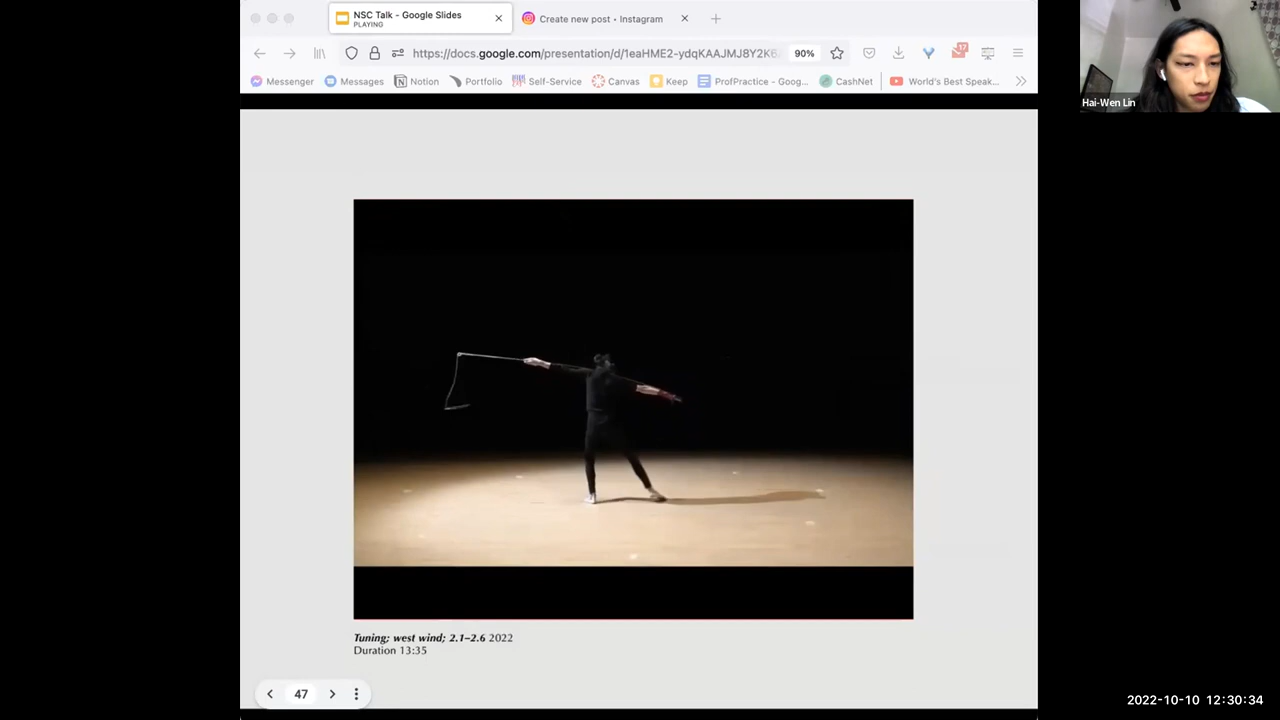 NSC Talk - Google Slides
PLAYING
Create new post • Instagram
https://docs.google.com/presentation/d/1eaHME2-ydqKAAJMJ8Y2K6
90%
17
Messenger
Messages
Notion
Portfolio
Self-Service
Canvas
Keep
ProfPractice - Goog...
CashNet
World's Best Speak...
Hai-Wen Lin
Tuning; west wind; 2.1–2.6 2022
Duration 13:35
47
2022-10-10 12:30:34